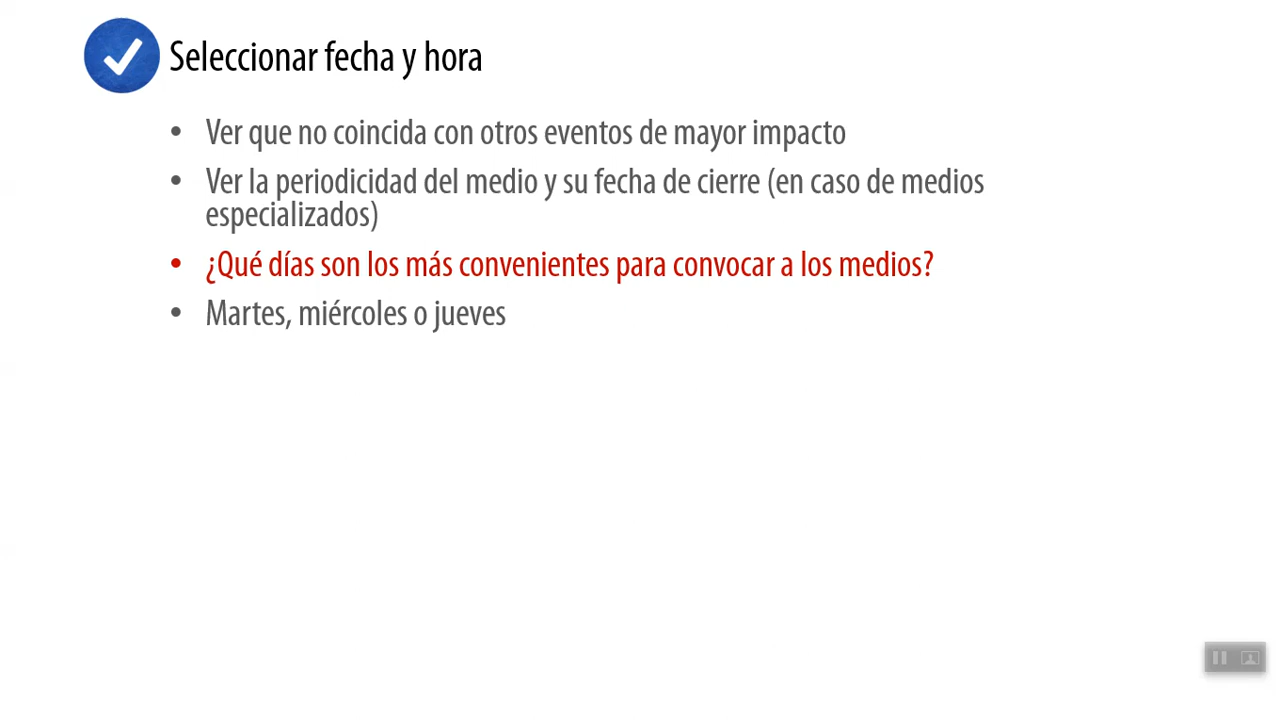 Seleccionar fecha y hora
• Ver que no coincida con otros eventos de mayor impacto
• Ver la periodicidad del medio y su fecha de cierre (en caso de medios
especializados)
• ¿Qué días son los más convenientes para convocar a los medios?
• Martes, miércoles o jueves